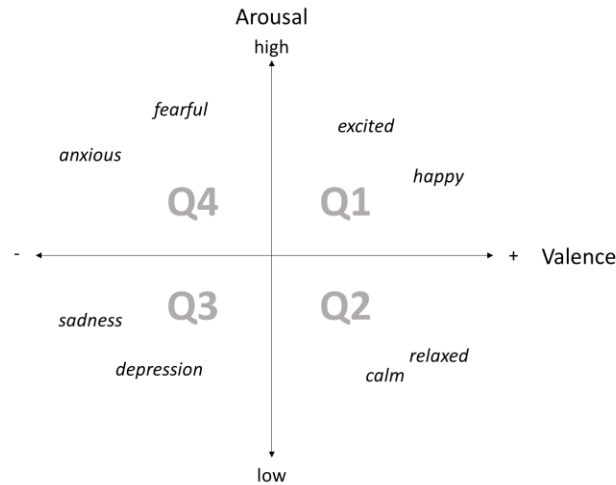 Arousal
high
fearful
excited
anxious
happy
Q4
Q1
-
+
Valence
Q3
Q2
sadness
relaxed
depression
calm
low